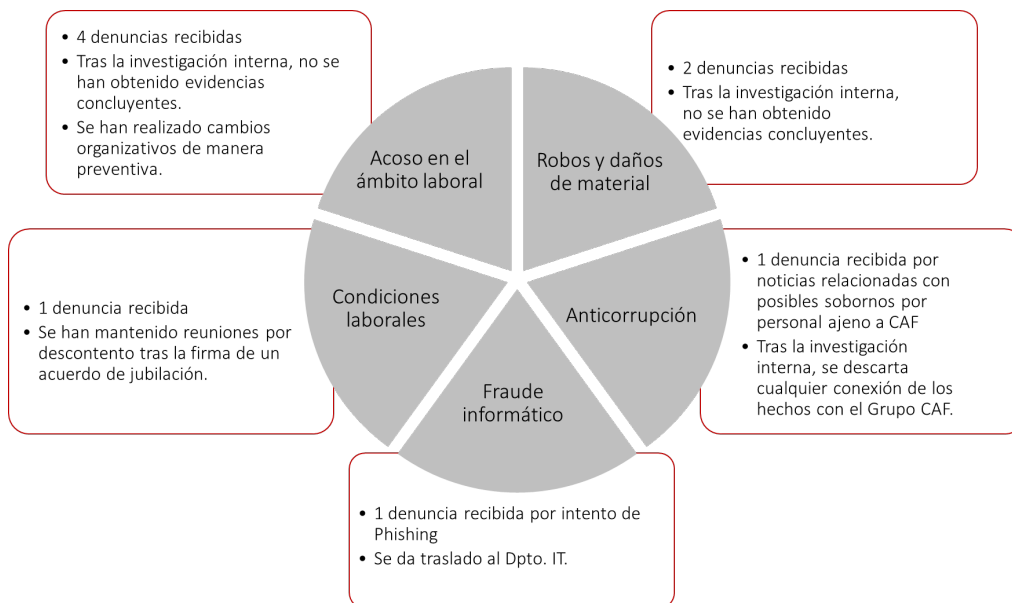 • 4 denuncias recibidas
• Tras la investigación interna, no se
han obtenido evidencias
concluyentes.
• Se han realizado cambios
organizativos de manera
preventiva.
• 2 denuncias recibidas
• Tras la investigación interna,
no se han obtenido
evidencias concluyentes.
Acoso en el
ámbito laboral
Robos y daños
de material
• 1 denuncia recibida
• Se han mantenido reuniones por
descontento tras la firma de un
acuerdo de jubilación.
Condiciones
laborales
Anticorrupción
• 1 denuncia recibida por
noticias relacionadas con
posibles sobornos por
personal ajeno a CAF
• Tras la investigación
interna, se descarta
cualquier conexión de los
hechos con el Grupo CAF.
Fraude
informático
• 1 denuncia recibida por intento de
Phishing
• Se da traslado al Dpto. IT.